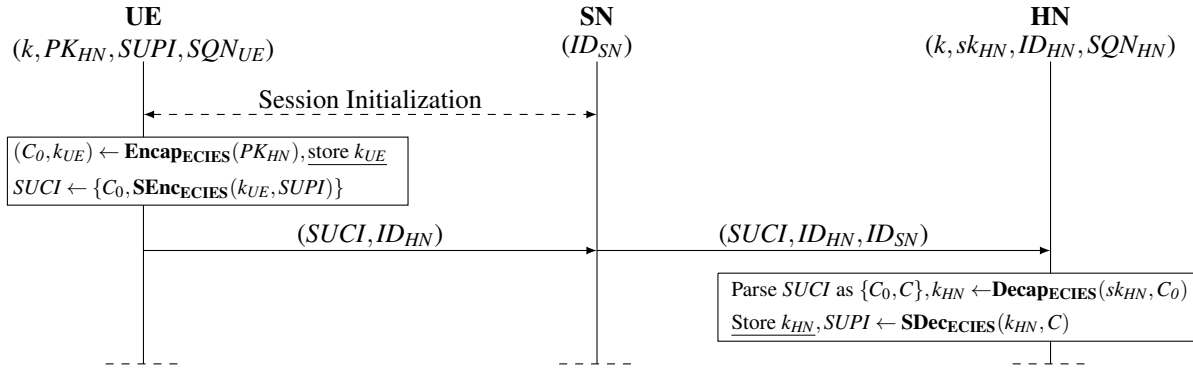 UE SN HN
(k, PK_HN, SUPI, SQN_UE) (ID_SN) (k, sk_HN, ID_HN, SQN_HN)
Session Initialization
(C_0, k_UE) ← Encap_ECIES(PK_HN), store k_UE
SUCI ← {C_0, SEnc_ECIES(k_UE, SUPI)}
(SUCI, ID_HN) (SUCI, ID_HN, ID_SN)
Parse SUCI as {C_0, C}, k_HN ←Decap_ECIES(sk_HN, C_0)
Store k_HN, SUPI ← SDec_ECIES(k_HN, C)